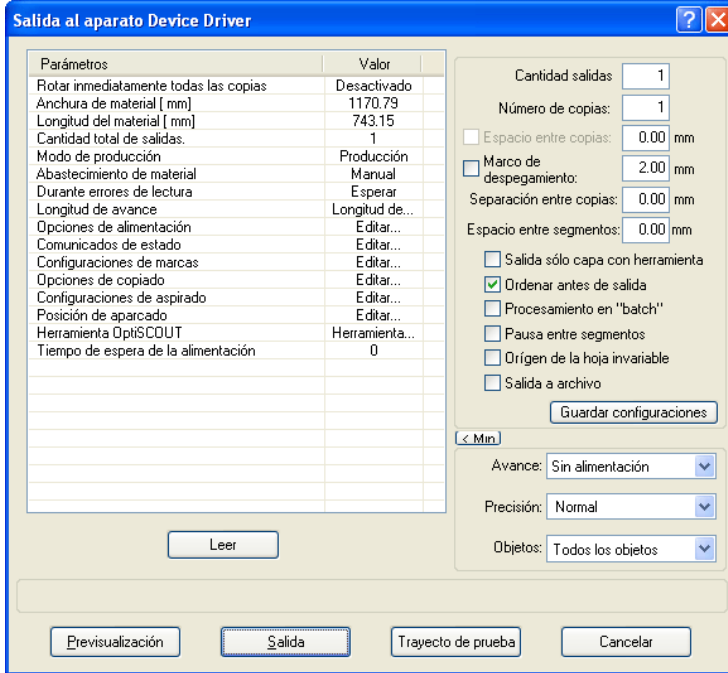 Salida al aparato Device Driver
Parámetros Valor
Rotar inmediatamente todas las copias Desactivado
Anchura de material [ mm] 1170.79
Longitud del material [ mm] 743.15
Cantidad total de salidas. 1
Modo de producción Producción
Abastecimiento de material Manual
Durante errores de lectura Esperar
Longitud de avance Longitud de...
Opciones de alimentación Editar...
Comunicados de estado Editar...
Configuraciones de marcas Editar...
Opciones de copiado Editar...
Configuraciones de aspirado Editar...
Posición de aparcado Editar...
Herramienta OptiSCOUT Herramienta...
Tiempo de espera de la alimentación 0
Leer
Cantidad salidas 1
Número de copias: 1
Espacio entre copias: 0.00 mm
Marco de
despegamiento: 2.00 mm
Separación entre copias: 0.00 mm
Espacio entre segmentos: 0.00 mm
Salida sólo capa con herramienta
Ordenar antes de salida
Procesamiento en "batch"
Pausa entre segmentos
Orígen de la hoja invariable
Salida a archivo
Guardar configuraciones
< Min
Avance: Sin alimentación
Precisión: Normal
Objetos: Todos los objetos
Previsualización Salida Trayecto de prueba Cancelar